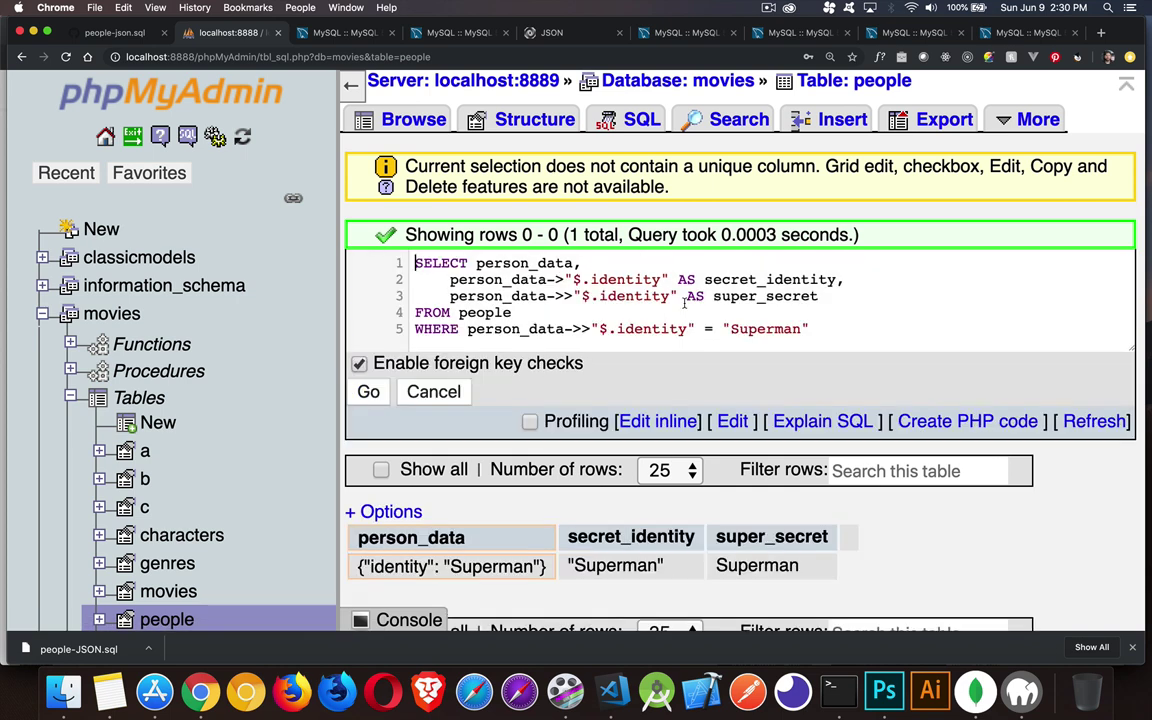 Chrome File Edit View History Bookmarks People Window Help 100% Sun Jun 9 2:30 PM
people-json.sql localhost:8888 / MySQL :: MySQL MySQL :: MySQL JSON MySQL :: MySQL MySQL :: MySQL MySQL :: MySQL MySQL :: MySQL
localhost:8888/phpMyAdmin/tbl_sql.php?db=movies&table=people
phpMyAdmin
Recent Favorites
New
classicmodels
information_schema
movies
Functions
Procedures
Tables
New
a
b
c
characters
genres
movies
people
Server: localhost:8889 » Database: movies » Table: people
Browse Structure SQL Search Insert Export More
Current selection does not contain a unique column. Grid edit, checkbox, Edit, Copy and
Delete features are not available.
Showing rows 0 - 0 (1 total, Query took 0.0003 seconds.)
1 SELECT person_data,
2 person_data->"$.identity" AS secret_identity,
3 person_data->>"$.identity" AS super_secret
4 FROM people
5 WHERE person_data->>"$.identity" = "Superman"
Enable foreign key checks
Go Cancel
Profiling [Edit inline] [ Edit ] [ Explain SQL ] [ Create PHP code ] [ Refresh]
Show all | Number of rows: 25 Filter rows: Search this table
+ Options
person_data secret_identity super_secret
{"identity": "Superman"} "Superman" Superman
Console
people-JSON.sql Show All
Ps Ai